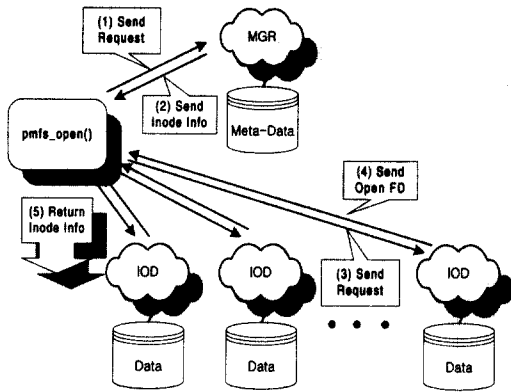 (1) Send
Request
MGR
(2) Send
Inode Info
Meta-Data
pmfs_open()
(4) Send
Open FD
(5) Return
Inode Info
(3) Send
Request
IOD
IOD
IOD
Data
Data
Data